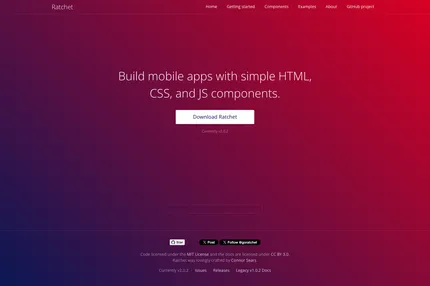 Ratchet
Home Getting started Components Examples About GitHub project
Build mobile apps with simple HTML,
CSS, and JS components.
Download Ratchet
Currently v2.0.2
Star Post Follow @goratchet
Code licensed under the MIT License and the docs are licensed under CC BY 3.0.
Ratchet was lovingly crafted by Connor Sears.
Currently v2.0.2 Issues Releases Legacy v1.0.2 Docs